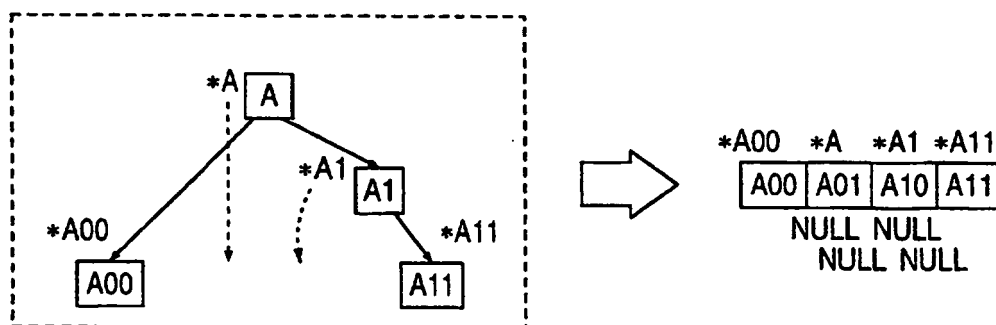 *A A
*A1 A1
*A00 *A11
A00 A11
*A00 *A *A1 *A11
A00 A01 A10 A11
NULL NULL
NULL NULL